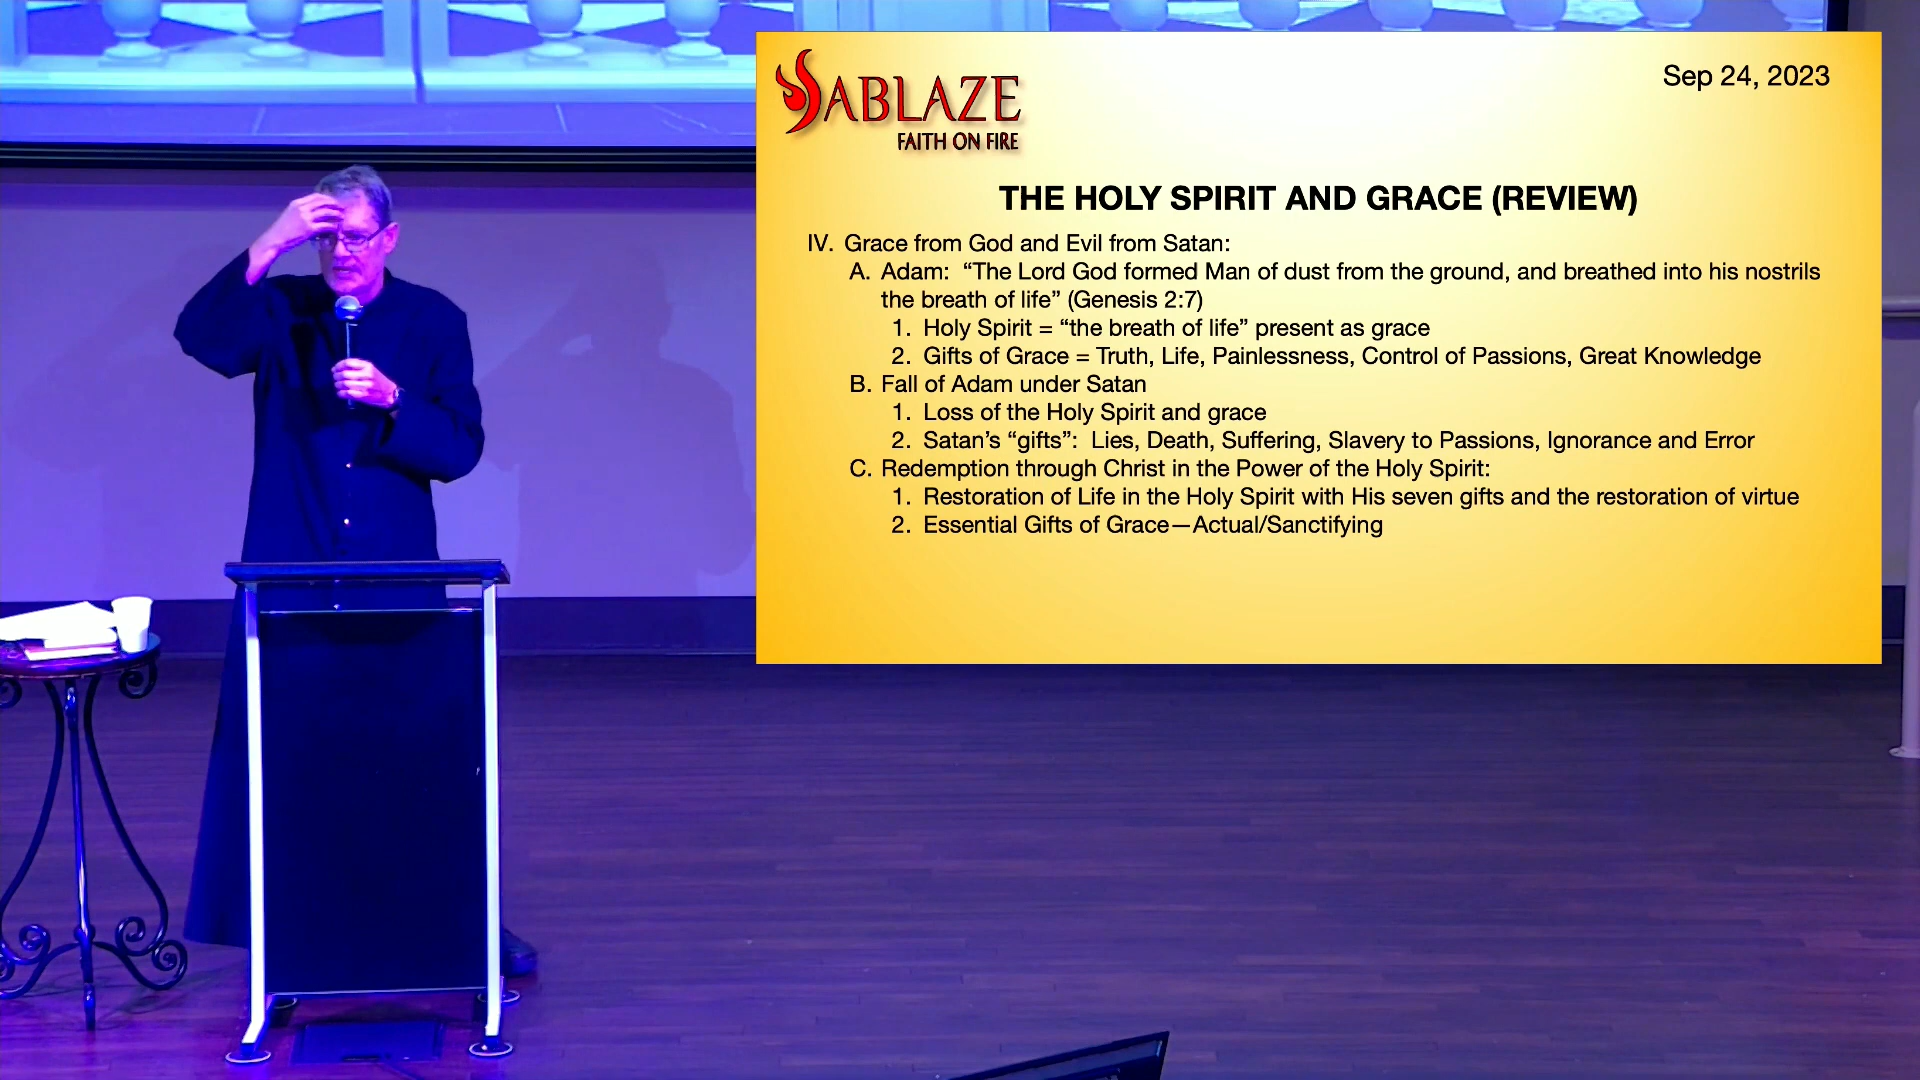 ABLAZE
FAITH ON FIRE
Sep 24, 2023
THE HOLY SPIRIT AND GRACE (REVIEW)
IV. Grace from God and Evil from Satan:
A. Adam: “The Lord God formed Man of dust from the ground, and breathed into his nostrils
the breath of life” (Genesis 2:7)
1. Holy Spirit = “the breath of life” present as grace
2. Gifts of Grace = Truth, Life, Painlessness, Control of Passions, Great Knowledge
B. Fall of Adam under Satan
1. Loss of the Holy Spirit and grace
2. Satan’s “gifts”: Lies, Death, Suffering, Slavery to Passions, Ignorance and Error
C. Redemption through Christ in the Power of the Holy Spirit:
1. Restoration of Life in the Holy Spirit with His seven gifts and the restoration of virtue
2. Essential Gifts of Grace—Actual/Sanctifying